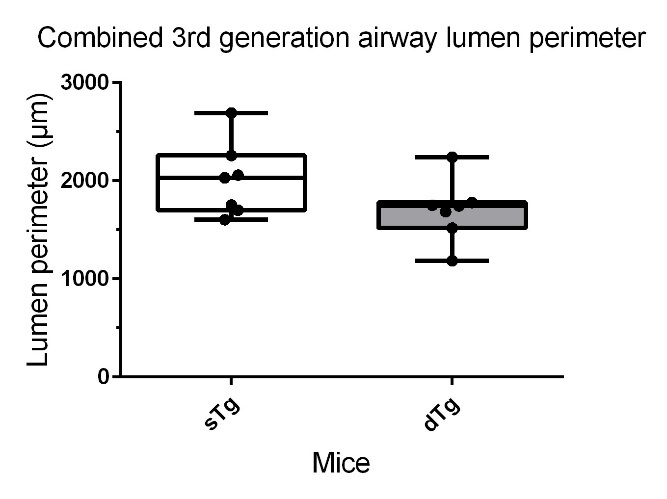 Combined 3rd generation airway lumen perimeter
Lumen perimeter (µm)
3000
2000
1000
0
sTg
dTg
Mice